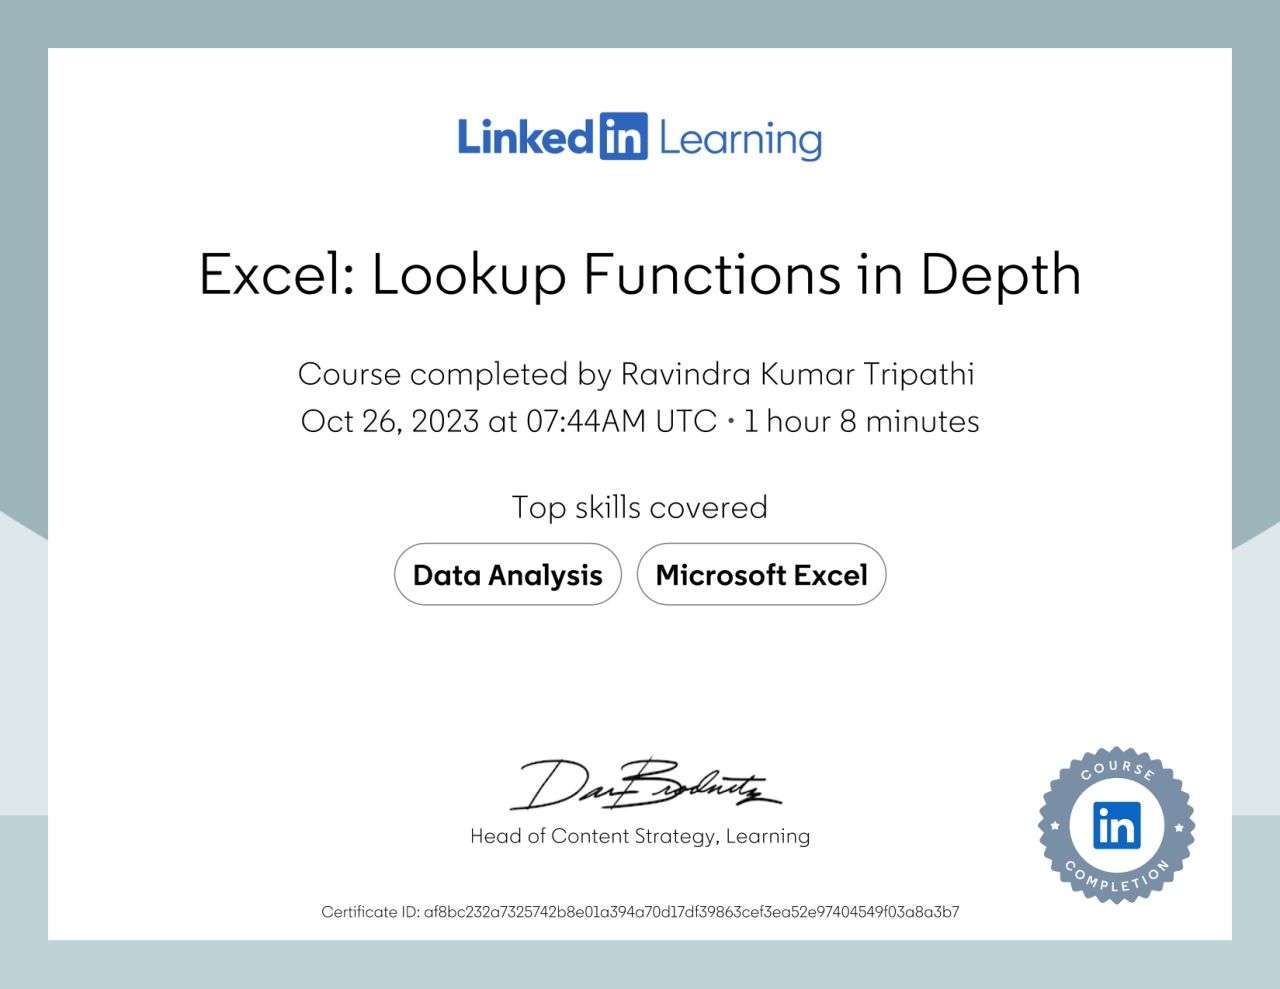 Linkedin Learning
Excel: Lookup Functions in Depth
Course completed by Ravindra Kumar Tripathi
Oct 26, 2023 at 07:44AM UTC • 1 hour 8 minutes
Top skills covered
Data Analysis
Microsoft Excel
Dan Brodnitz
Head of Content Strategy, Learning
COURSE
in
COMPLETION
Certificate ID: af8bc232a7325742b8e01a394a70d17df39863cef3ea52e97404549f03a8a3b7